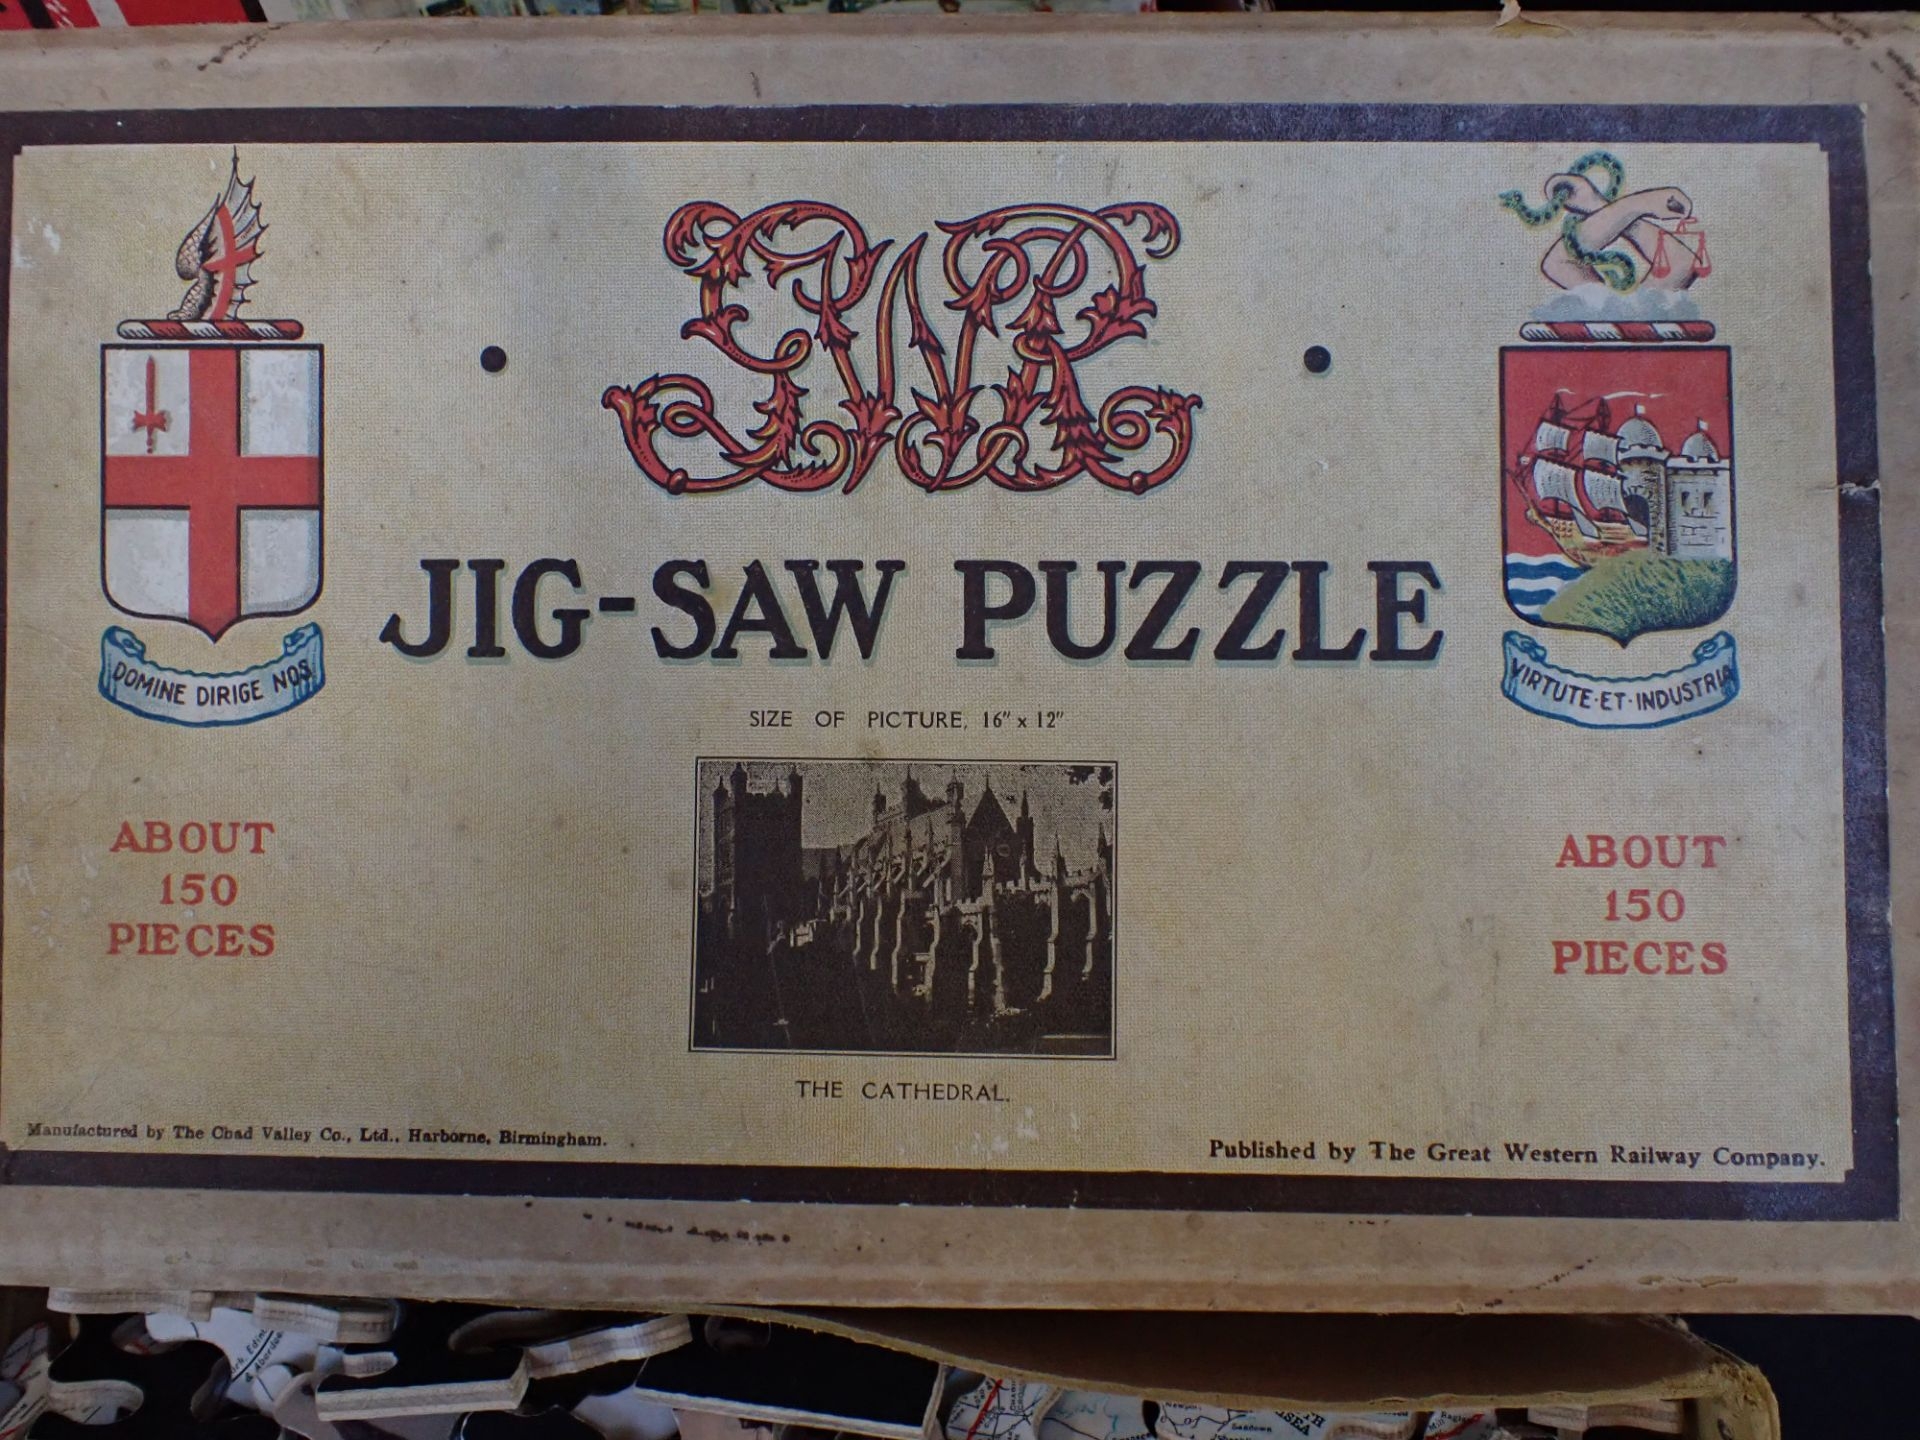 GWR
JIG-SAW PUZZLE
DOMINE DIRIGE NOS
VIRTUTE·ET·INDUSTRIA
SIZE OF PICTURE, 16" x 12"
ABOUT
150
PIECES
ABOUT
150
PIECES
THE CATHEDRAL.
Manufactured by The Chad Valley Co., Ltd., Harborne, Birmingham.
Published by The Great Western Railway Company.
Sandown